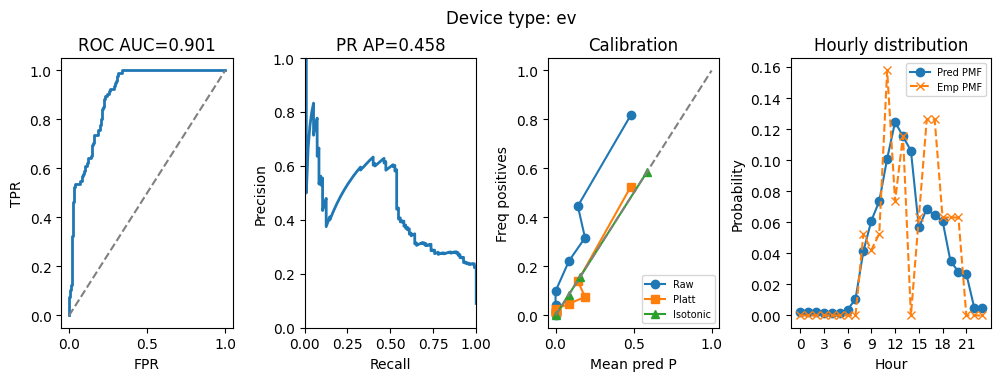 Device type: ev
ROC AUC=0.901
TPR
1.0
0.8
0.6
0.4
0.2
0.0
0.0
0.5
1.0
FPR
PR AP=0.458
Precision
1.0
0.8
0.6
0.4
0.2
0.0
0.00
0.25
0.50
0.75
1.00
Recall
Calibration
Freq positives
1.0
0.8
0.6
0.4
0.2
0.0
Raw
Platt
Isotonic
0.0
0.5
1.0
Mean pred P
Hourly distribution
Probability
0.16
0.14
0.12
0.10
0.08
0.06
0.04
0.02
0.00
Pred PMF
Emp PMF
0
3
6
9
12
15
18
21
Hour